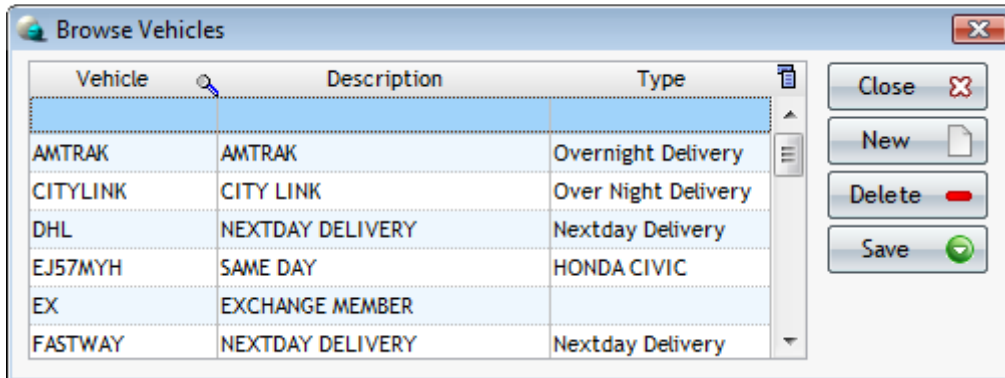 Browse Vehicles
Vehicle Description Type
AMTRAK AMTRAK Overnight Delivery
CITYLINK CITY LINK Over Night Delivery
DHL NEXTDAY DELIVERY Nextday Delivery
EJ57MYH SAME DAY HONDA CIVIC
EX EXCHANGE MEMBER
FASTWAY NEXTDAY DELIVERY Nextday Delivery
Close
New
Delete
Save